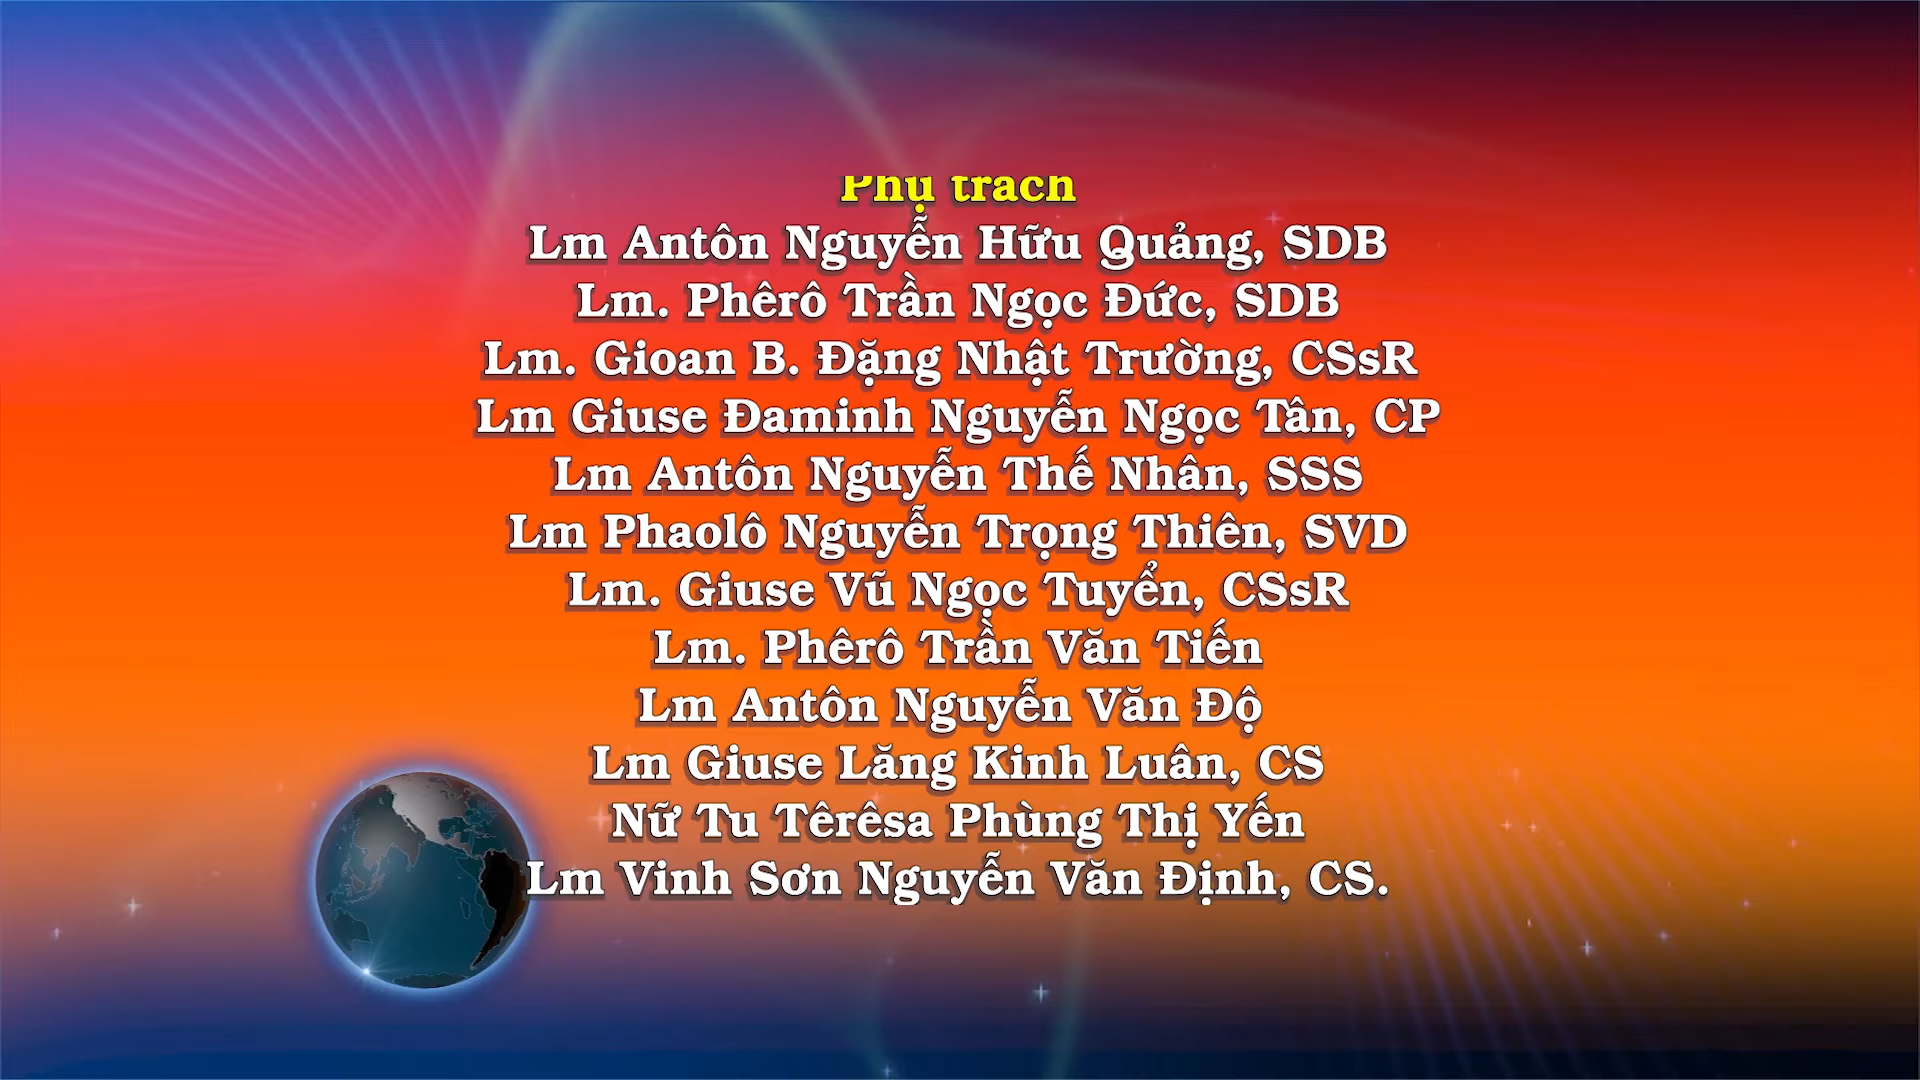 Phụ trách
Lm Antôn Nguyễn Hữu Quảng, SDB
Lm. Phêrô Trần Ngọc Đức, SDB
Lm. Gioan B. Đặng Nhật Trường, CSsR
Lm Giuse Đaminh Nguyễn Ngọc Tân, CP
Lm Antôn Nguyễn Thế Nhân, SSS
Lm Phaolô Nguyễn Trọng Thiên, SVD
Lm. Giuse Vũ Ngọc Tuyển, CSsR
Lm. Phêrô Trần Văn Tiến
Lm Antôn Nguyễn Văn Độ
Lm Giuse Lăng Kinh Luân, CS
Nữ Tu Têrêsa Phùng Thị Yến
Lm Vinh Sơn Nguyễn Văn Định, CS.